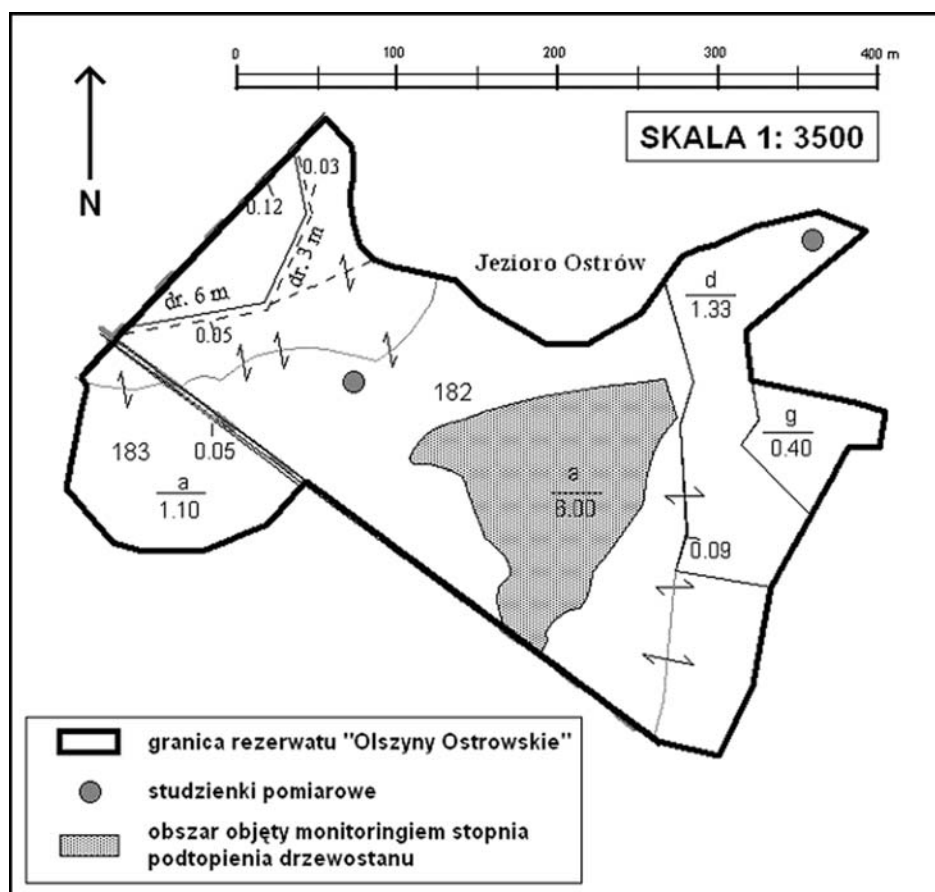 0 100 200 300 400 m
SKALA 1: 3500
N
0.03
0.12
dr. 3 m
dr. 6 m
0.05
Jezioro Ostrów
d
1.33
182
g
0.40
183
0.05
a
1.10
a
6.00
0.09
granica rezerwatu "Olszyny Ostrowskie"
studzienki pomiarowe
obszar objęty monitoringiem stopnia
podtopienia drzewostanu